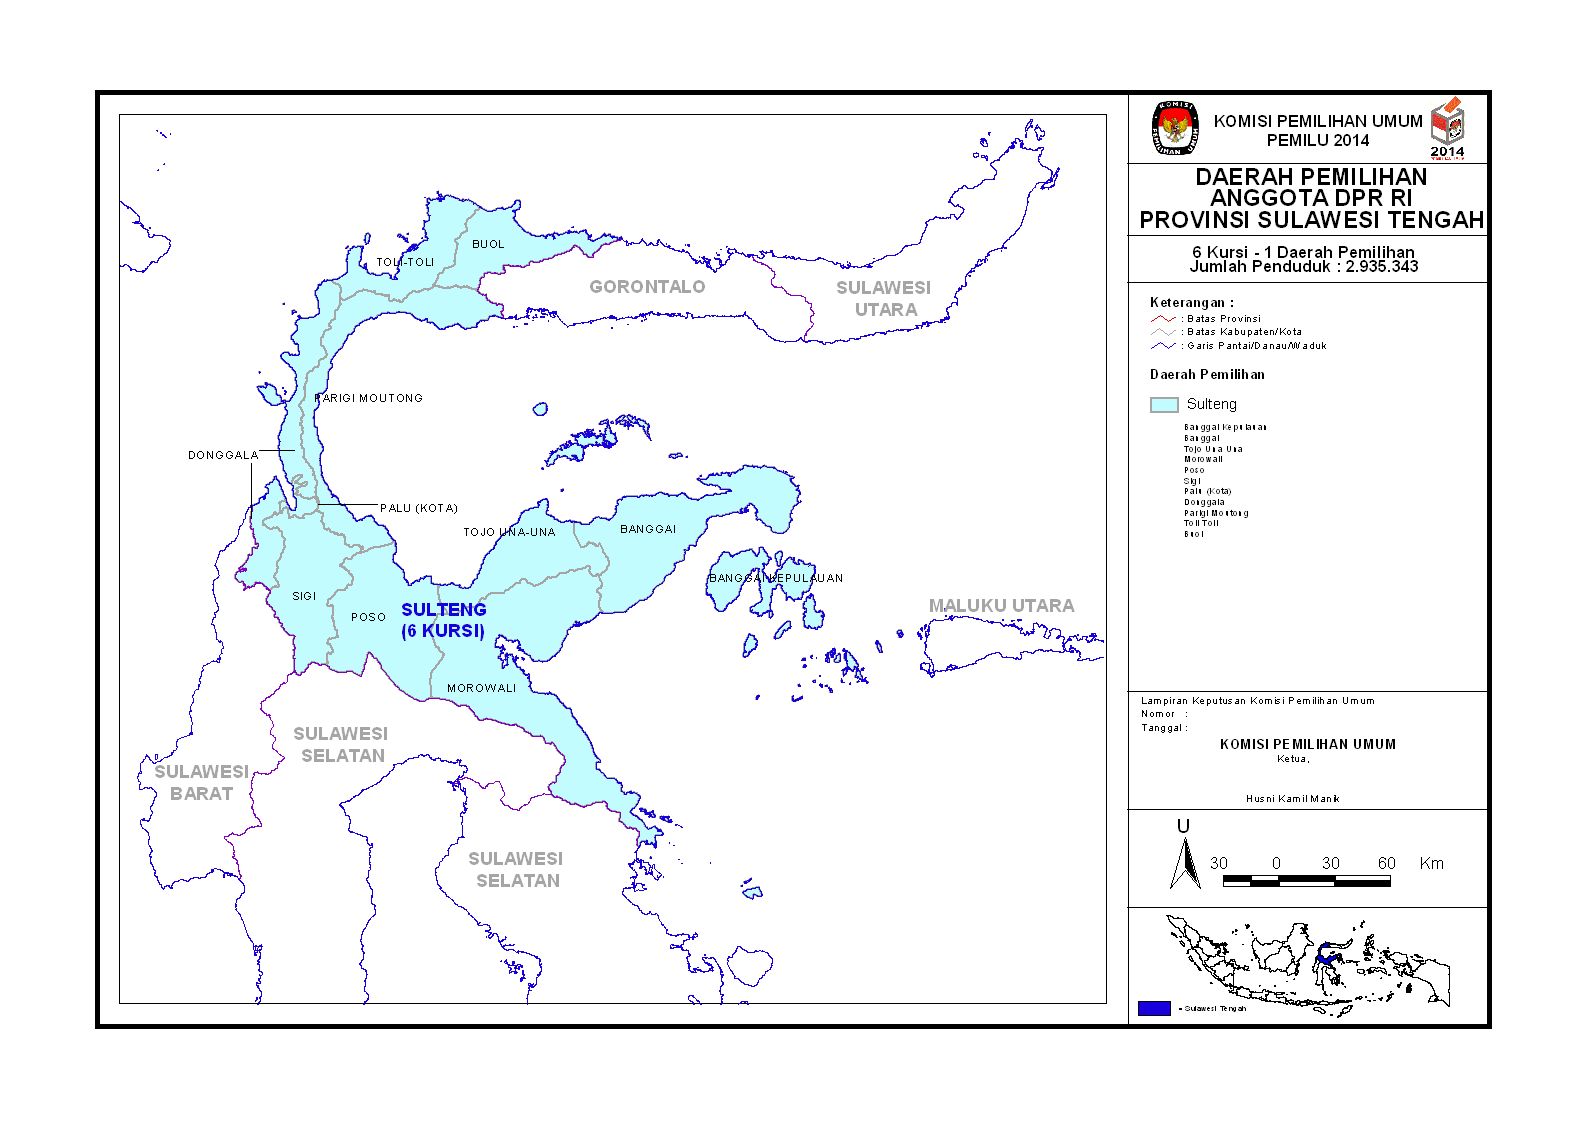 KOMISI PEMILIHAN UMUM
PEMILU 2014
2014
DAERAH PEMILIHAN
ANGGOTA DPR RI
PROVINSI SULAWESI TENGAH
6 Kursi - 1 Daerah Pemilihan
Jumlah Penduduk : 2.935.343
Keterangan :
: Batas Provinsi
: Batas Kabupaten/Kota
: Garis Pantai/Danau/Waduk
Daerah Pemilihan
Sulteng
Banggai Kepulauan
Banggai
Tojo Una Una
Morowali
Poso
Sigi
Palu (Kota)
Donggala
Parigi Moutong
Toli Toli
Buol
Lampiran Keputusan Komisi Pemilihan Umum
Nomor :
Tanggal :
KOMISI PEMILIHAN UMUM
Ketua,
Husni Kamil Manik
U
30 0 30 60 Km
= Sulawesi Tengah
BUOL
TOLI-TOLI
GORONTALO
SULAWESI
UTARA
PARIGI MOUTONG
DONGGALA
PALU (KOTA)
TOJO UNA-UNA
BANGGAI
BANGGAI KEPULAUAN
SIGI
POSO
SULTENG
(6 KURSI)
MALUKU UTARA
MOROWALI
SULAWESI
SELATAN
SULAWESI
BARAT
SULAWESI
SELATAN